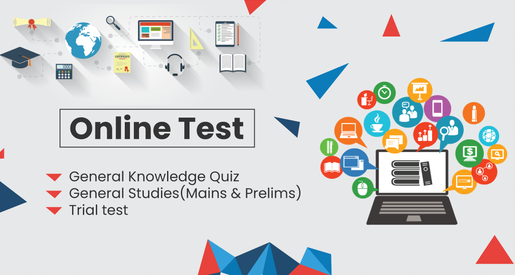 Online Test
General Knowledge Quiz
General Studies(Mains & Prelims)
Trial test